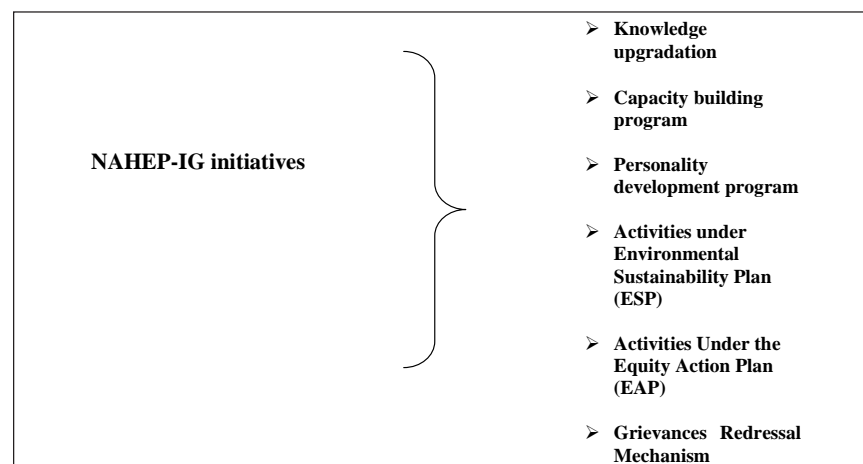 NAHEP-IG initiatives
➢ Knowledge
upgradation
➢ Capacity building
program
➢ Personality
development program
➢ Activities under
Environmental
Sustainability Plan
(ESP)
➢ Activities Under the
Equity Action Plan
(EAP)
➢ Grievances Redressal
Mechanism